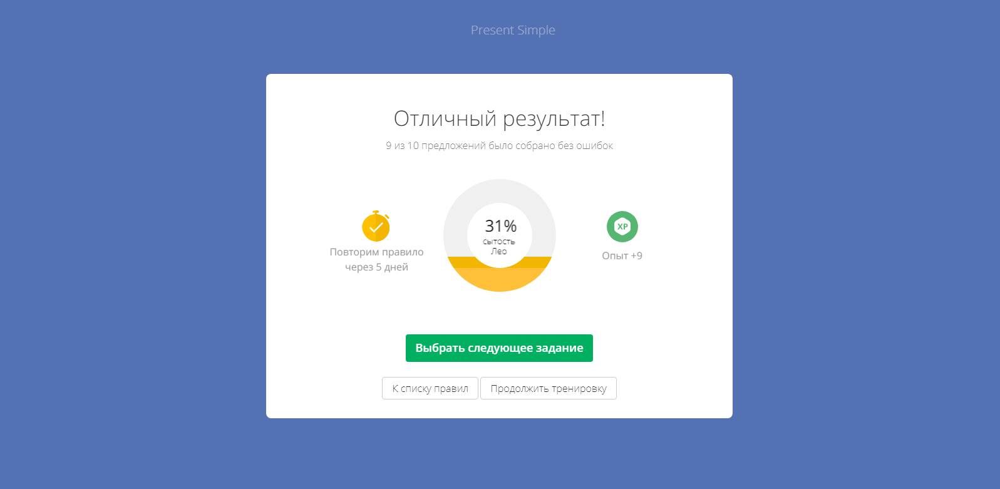 Present Simple
Отличный результат!
9 из 10 предложений было собрано без ошибок
31%
сытость
Лео
Повторим правило
через 5 дней
XP
Опыт +9
Выбрать следующее задание
К списку правил
Продолжить тренировку